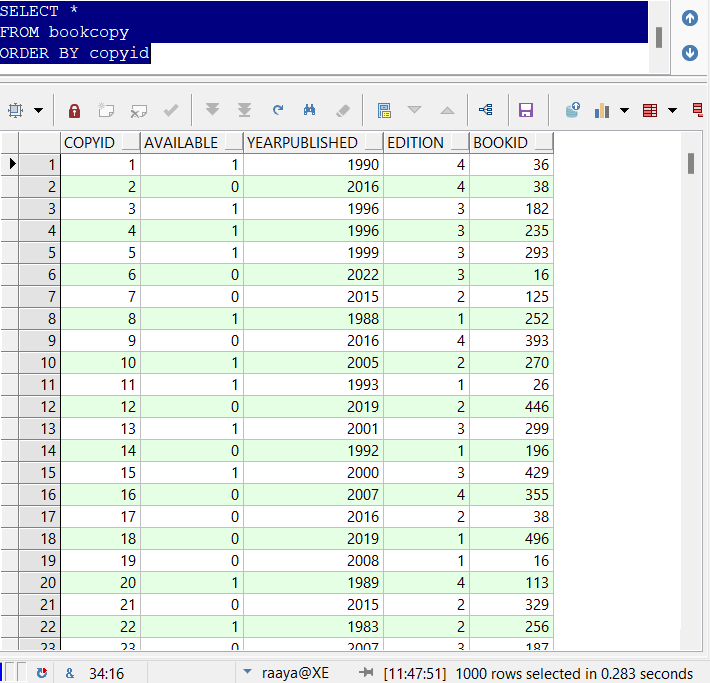 SELECT *
FROM bookcopy
ORDER BY copyid
COPYID AVAILABLE YEARPUBLISHED EDITION BOOKID
1 1 1 1990 4 36
2 2 0 2016 4 38
3 3 1 1996 3 182
4 4 1 1996 3 235
5 5 1 1999 3 293
6 6 0 2022 3 16
7 7 0 2015 2 125
8 8 1 1988 1 252
9 9 0 2016 4 393
10 10 1 2005 2 270
11 11 1 1993 1 26
12 12 0 2019 2 446
13 13 1 2001 3 299
14 14 0 1992 1 196
15 15 1 2000 3 429
16 16 0 2007 4 355
17 17 0 2016 2 38
18 18 0 2019 1 496
19 19 0 2008 1 16
20 20 1 1989 4 113
21 21 0 2015 2 329
22 22 1 1983 2 256
23 23 0 2007 3 187
& 34:16 raaya@XE [11:47:51] 1000 rows selected in 0.283 seconds